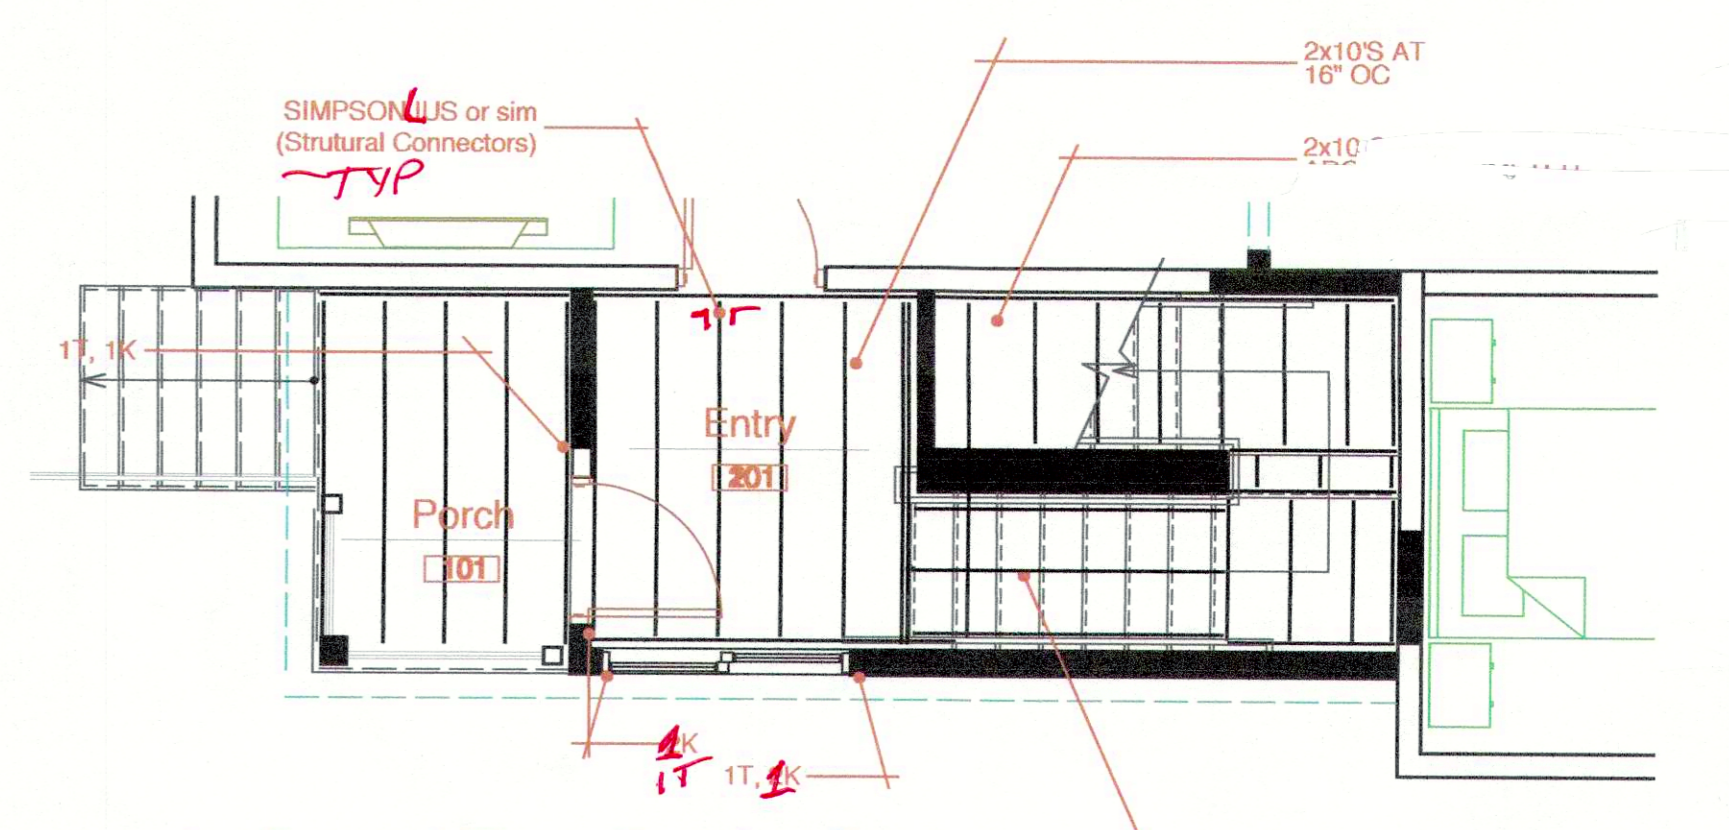 2x10'S AT
16" OC
SIMPSON LUS or sim
(Strutural Connectors)
~TYP
2x10
1T, 1K
Entry
201
Porch
101
1K
1T
1T, 1K